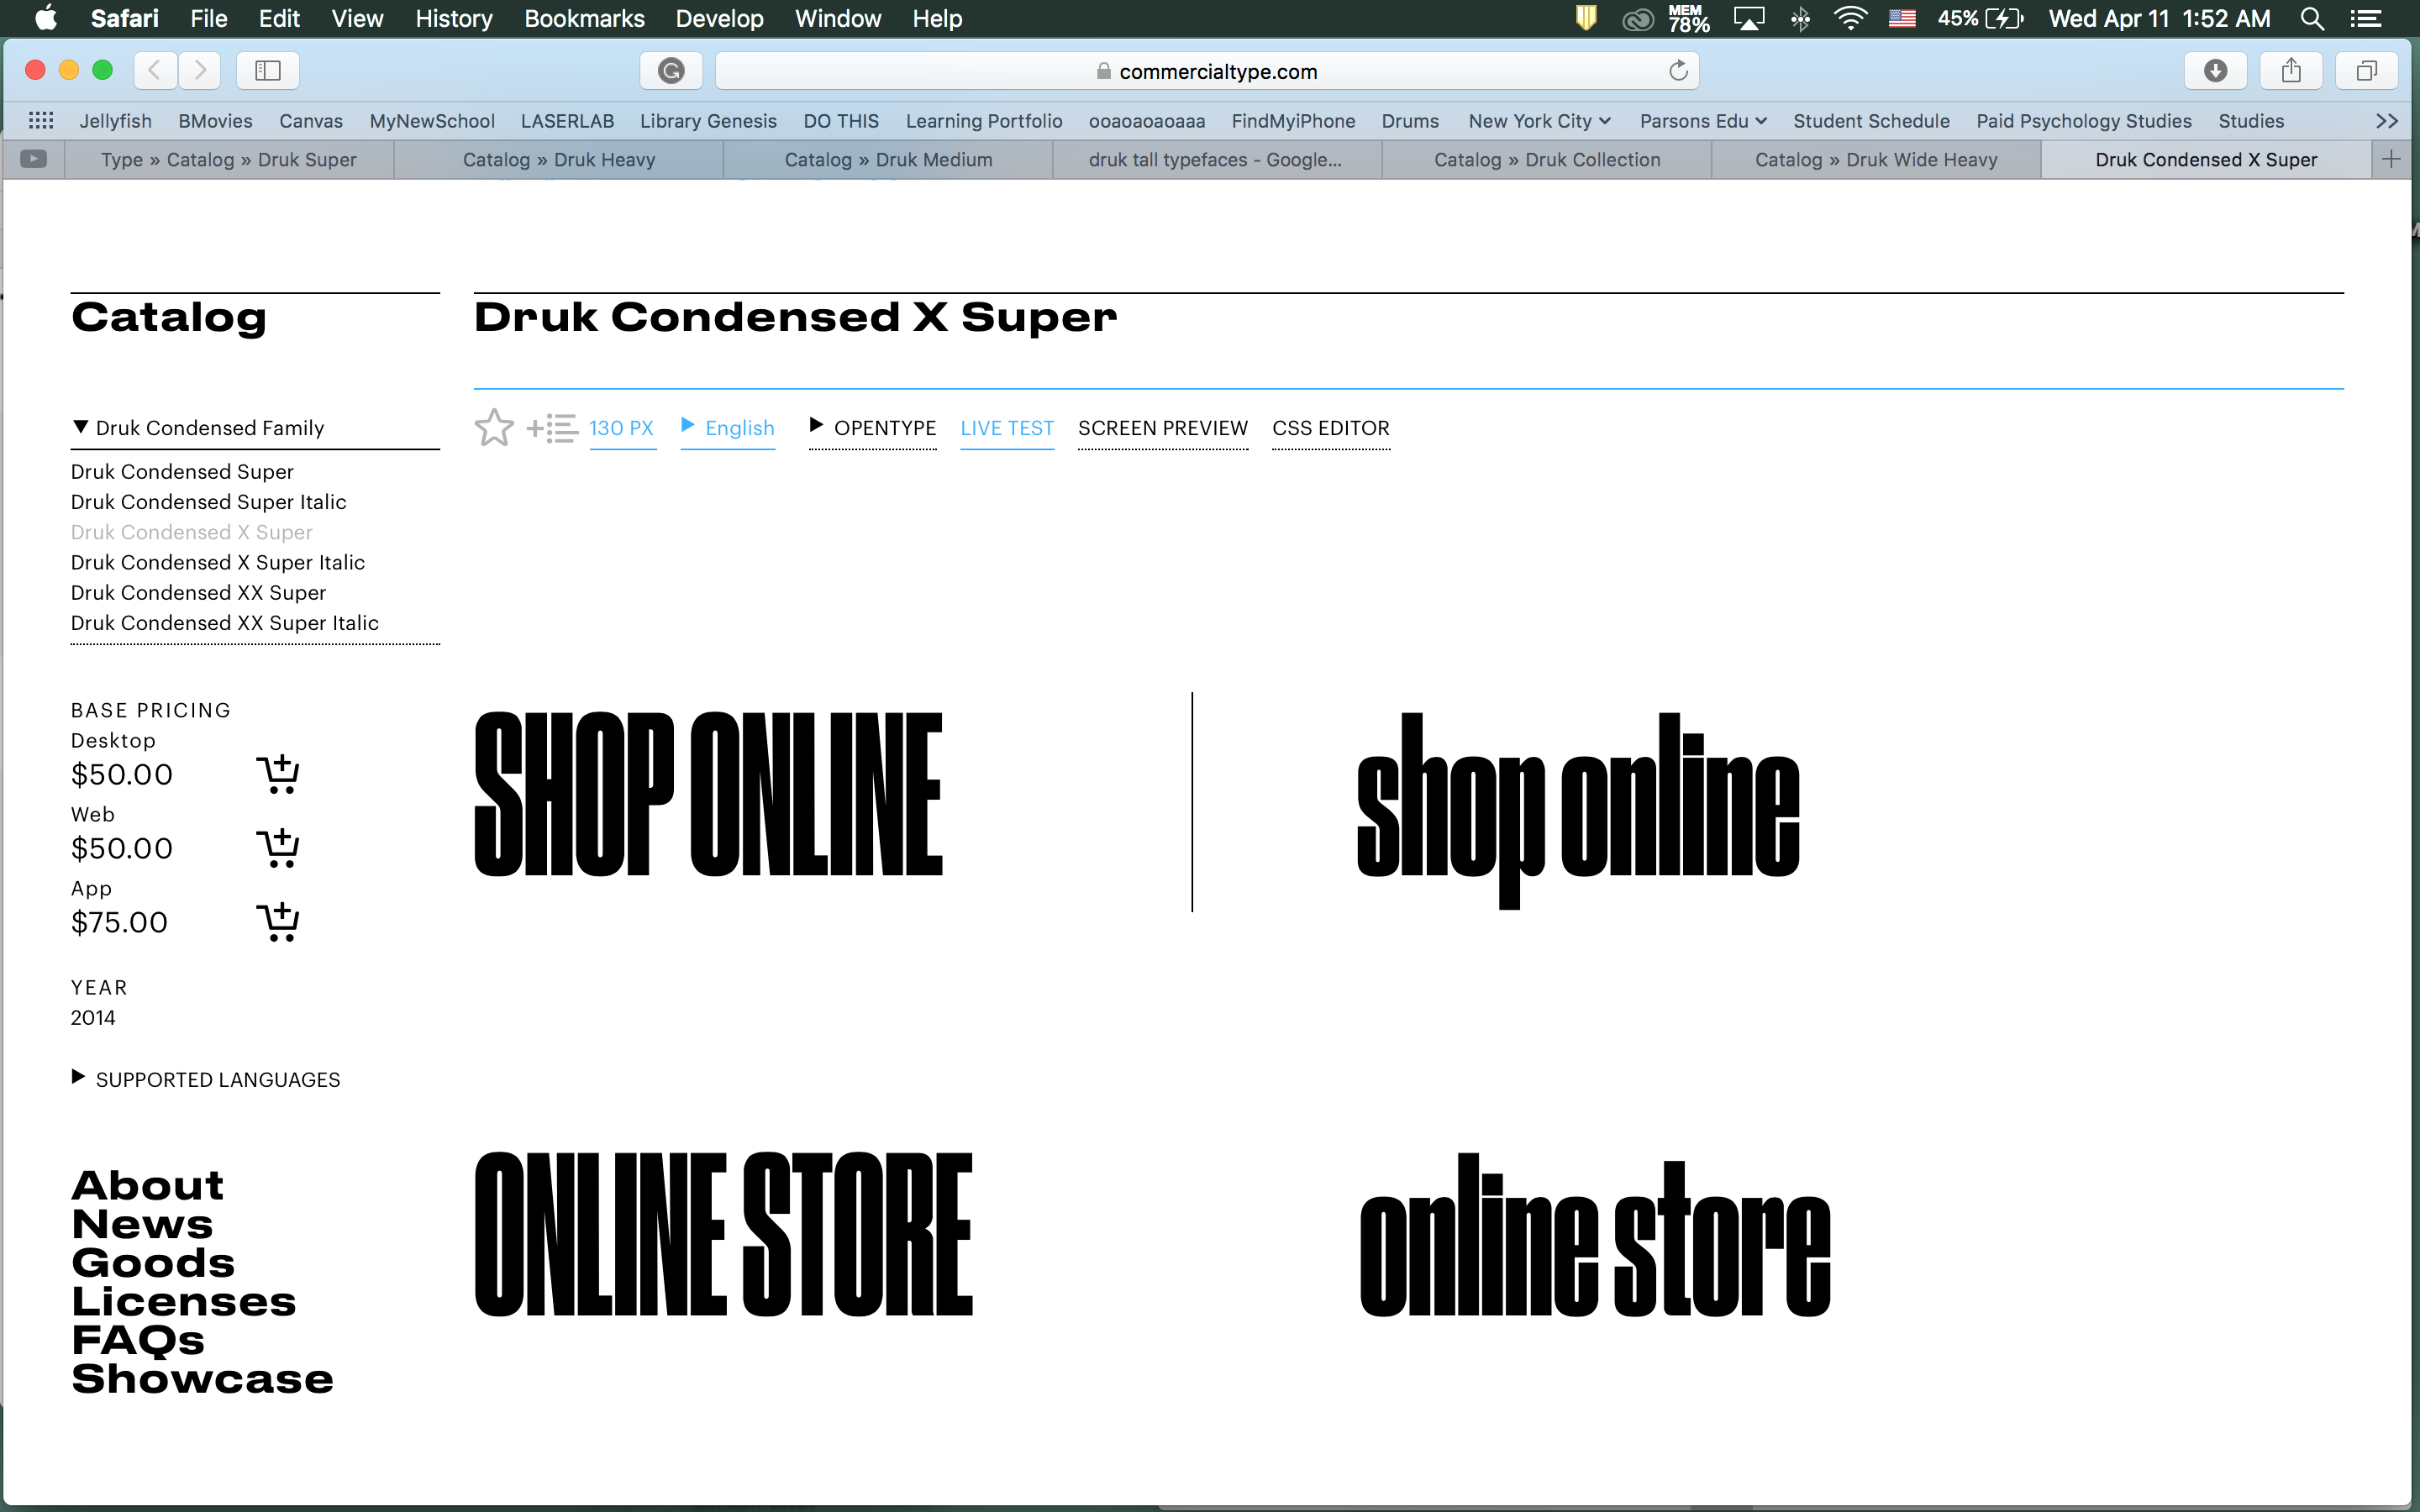 Safari File Edit View History Bookmarks Develop Window Help MEM 78% 45% Wed Apr 11 1:52 AM
commercialtype.com
Jellyfish BMovies Canvas MyNewSchool LASERLAB Library Genesis DO THIS Learning Portfolio ooaoaoaoaaa FindMyiPhone Drums New York City Parsons Edu Student Schedule Paid Psychology Studies Studies
Type » Catalog » Druk Super Catalog » Druk Heavy Catalog » Druk Medium druk tall typefaces - Google... Catalog » Druk Collection Catalog » Druk Wide Heavy Druk Condensed X Super
Catalog
Druk Condensed X Super
▼ Druk Condensed Family
Druk Condensed Super
Druk Condensed Super Italic
Druk Condensed X Super
Druk Condensed X Super Italic
Druk Condensed XX Super
Druk Condensed XX Super Italic
130 PX ▶ English ▶ OPENTYPE LIVE TEST SCREEN PREVIEW CSS EDITOR
BASE PRICING
Desktop
$50.00
Web
$50.00
App
$75.00
YEAR
2014
▶ SUPPORTED LANGUAGES
About
News
Goods
Licenses
FAQs
Showcase
SHOP ONLINE
shop online
ONLINE STORE
online store